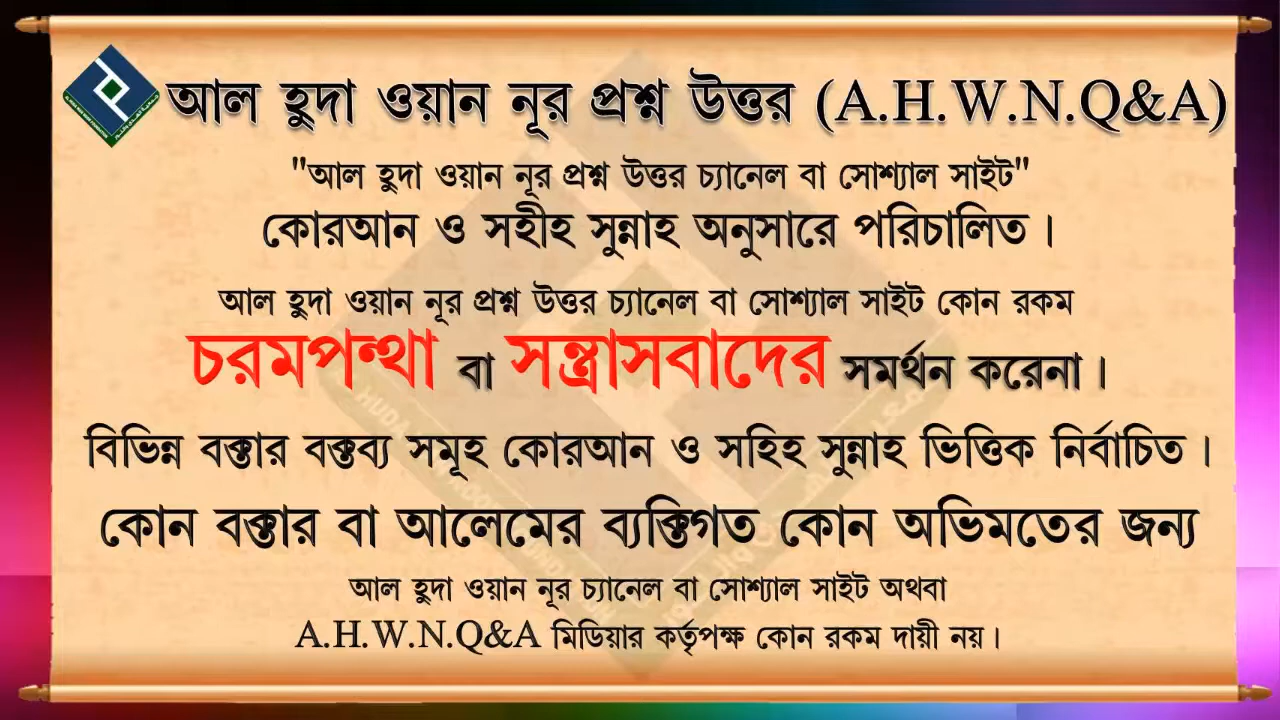 আল হুদা ওয়ান নূর প্রশ্ন উত্তর (A.H.W.N.Q&A)
"আল হুদা ওয়ান নূর প্রশ্ন উত্তর চ্যানেল বা সোশ্যাল সাইট"
কোরআন ও সহীহ সুন্নাহ অনুসারে পরিচালিত।
আল হুদা ওয়ান নূর প্রশ্ন উত্তর চ্যানেল বা সোশ্যাল সাইট কোন রকম
চরমপন্থা বা সন্ত্রাসবাদের সমর্থন করেনা।
বিভিন্ন বক্তার বক্তব্য সমূহ কোরআন ও সহিহ সুন্নাহ ভিত্তিক নির্বাচিত।
কোন বক্তার বা আলেমের ব্যক্তিগত কোন অভিমতের জন্য
আল হুদা ওয়ান নূর চ্যানেল বা সোশ্যাল সাইট অথবা
A.H.W.N.Q&A মিডিয়ার কর্তৃপক্ষ কোন রকম দায়ী নয়।